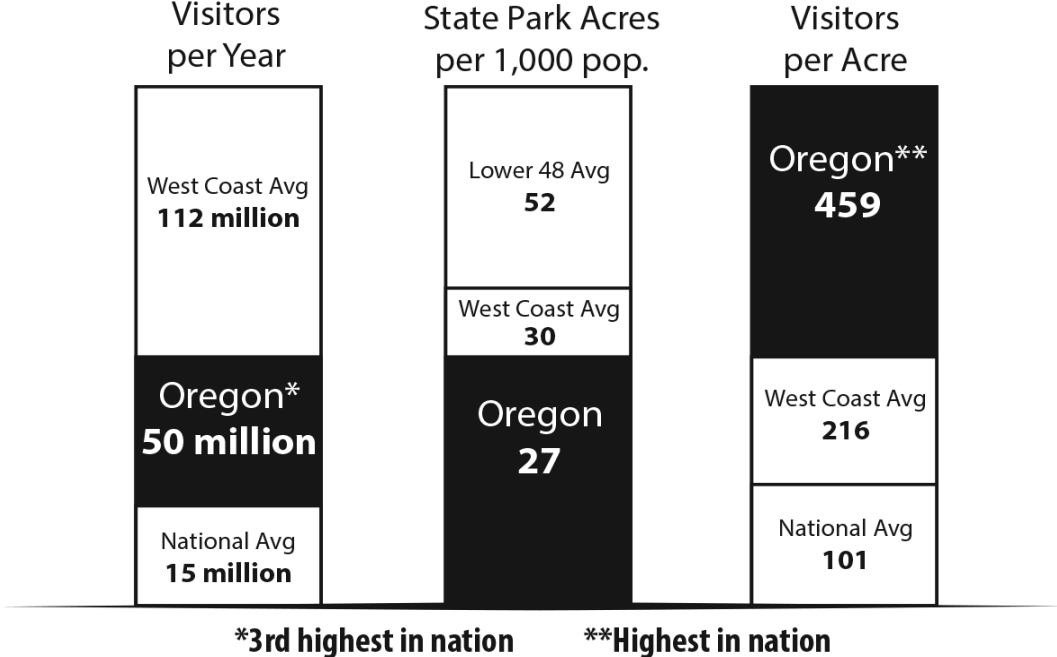 Visitors
per Year
West Coast Avg
112 million
Oregon*
50 million
National Avg
15 million
State Park Acres
per 1,000 pop.
Lower 48 Avg
52
West Coast Avg
30
Oregon
27
Visitors
per Acre
Oregon**
459
West Coast Avg
216
National Avg
101
*3rd highest in nation
**Highest in nation